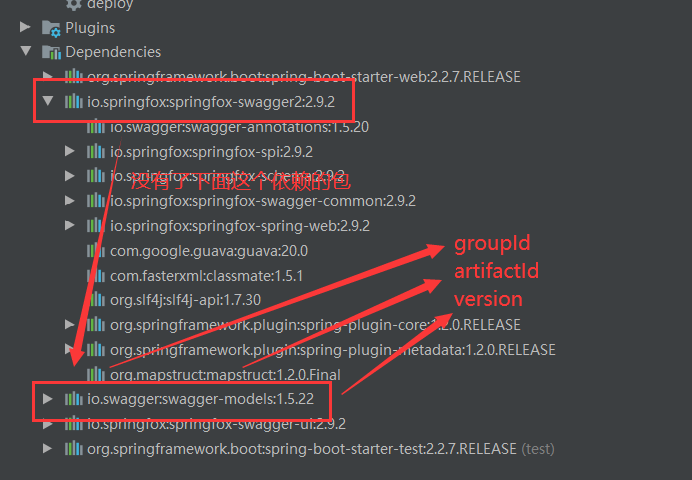 deploy
Plugins
Dependencies
org.springframework.boot:spring-boot-starter-web:2.2.7.RELEASE
io.springfox:springfox-swagger2:2.9.2
io.swagger:swagger-annotations:1.5.20
io.springfox:springfox-spi:2.9.2
io.springfox:springfox-schema:2.9.2
没有了下面这个依赖的包
io.springfox:springfox-swagger-common:2.9.2
io.springfox:springfox-spring-web:2.9.2
groupId
com.google.guava:guava:20.0
artifactId
com.fasterxml:classmate:1.5.1
version
org.slf4j:slf4j-api:1.7.30
org.springframework.plugin:spring-plugin-core:1.2.0.RELEASE
org.springframework.plugin:spring-plugin-metadata:1.2.0.RELEASE
org.mapstruct:mapstruct:1.2.0.Final
io.swagger:swagger-models:1.5.22
io.springfox:springfox-swagger-ui:2.9.2
org.springframework.boot:spring-boot-starter-test:2.2.7.RELEASE (test)